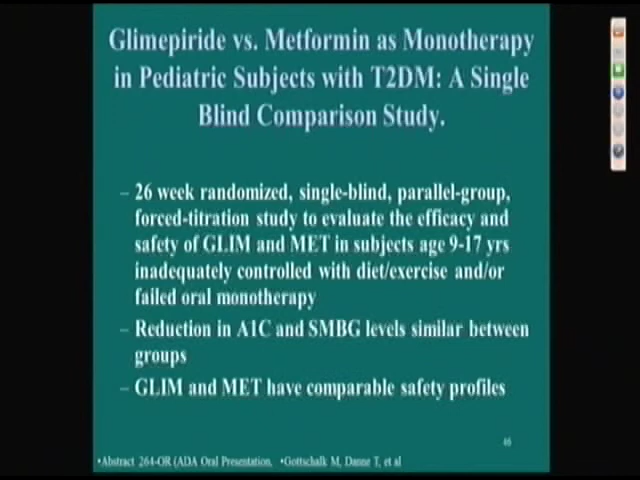 Glimepiride vs. Metformin as Monotherapy
in Pediatric Subjects with T2DM: A Single
Blind Comparison Study.
– 26 week randomized, single-blind, parallel-group,
forced-titration study to evaluate the efficacy and
safety of GLIM and MET in subjects age 9-17 yrs
inadequately controlled with diet/exercise and/or
failed oral monotherapy
– Reduction in A1C and SMBG levels similar between
groups
– GLIM and MET have comparable safety profiles
46
•Abstract 264-OR (ADA Oral Presentation, •Gottschalk M, Danne T, et al